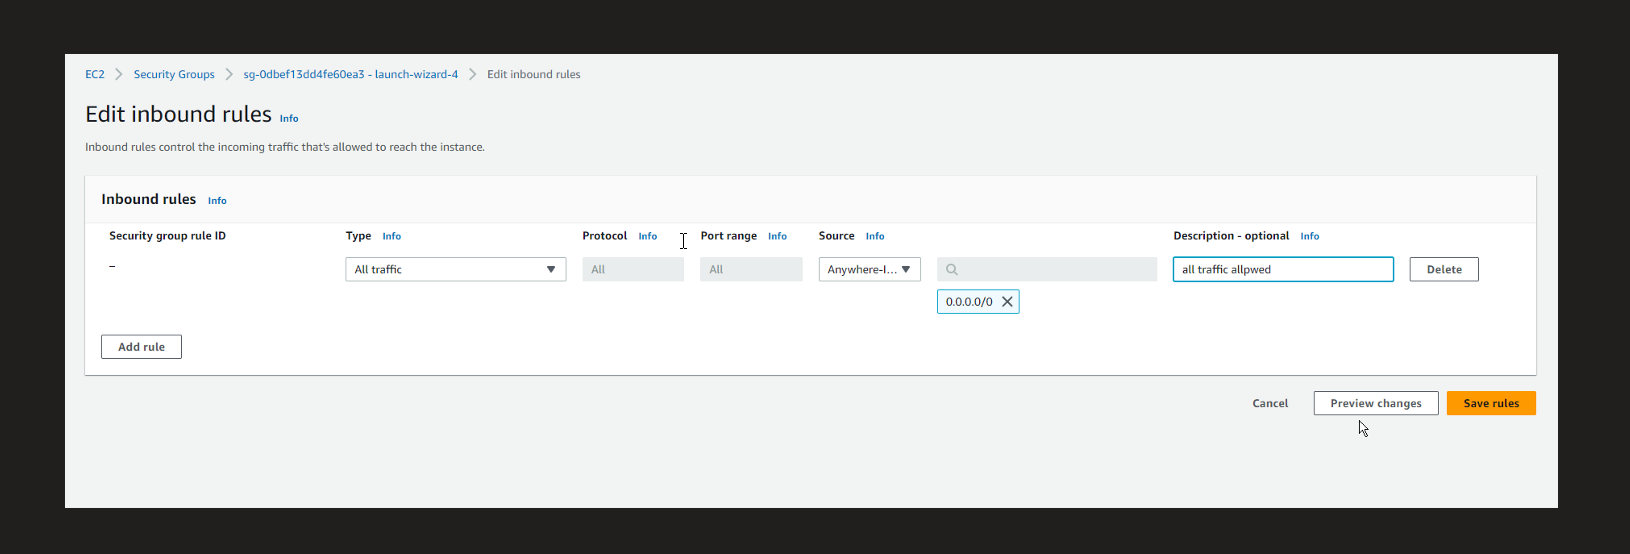 EC2 > Security Groups > sg-0dbef13dd4fe60ea3 - launch-wizard-4 > Edit inbound rules
Edit inbound rules Info
Inbound rules control the incoming traffic that's allowed to reach the instance.
Inbound rules Info
Security group rule ID Type Info Protocol Info Port range Info Source Info Description - optional Info
– All traffic All All Anywhere-I... all traffic allpwed Delete
0.0.0.0/0
Add rule
Cancel Preview changes Save rules